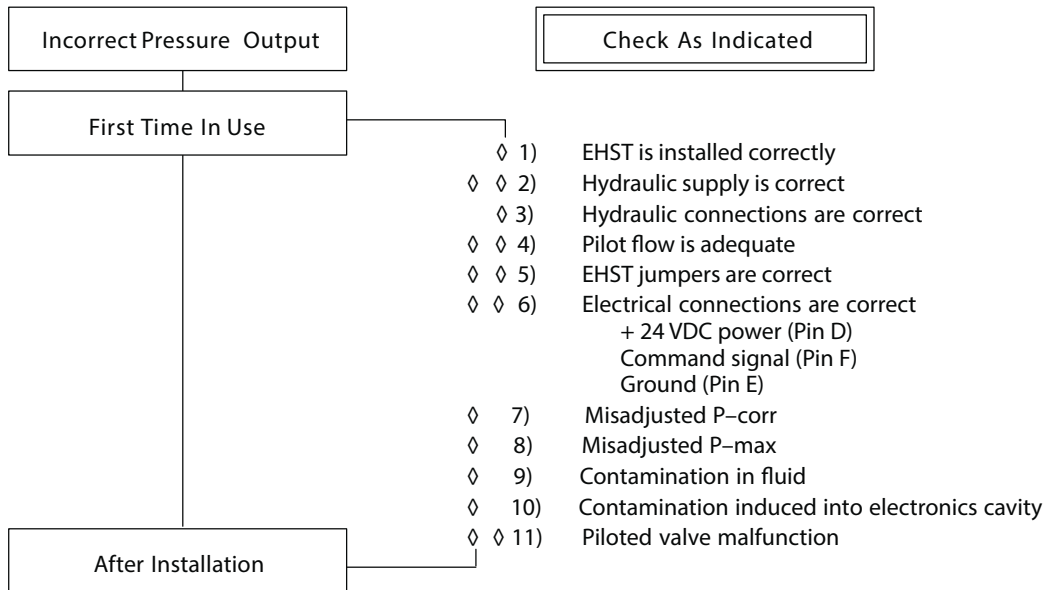 Incorrect Pressure Output
Check As Indicated
First Time In Use
◊ 1) EHST is installed correctly
◊ ◊ 2) Hydraulic supply is correct
◊ 3) Hydraulic connections are correct
◊ ◊ 4) Pilot flow is adequate
◊ ◊ 5) EHST jumpers are correct
◊ ◊ 6) Electrical connections are correct
+ 24 VDC power (Pin D)
Command signal (Pin F)
Ground (Pin E)
◊ 7) Misadjusted P–corr
◊ 8) Misadjusted P–max
◊ 9) Contamination in fluid
◊ 10) Contamination induced into electronics cavity
◊ ◊ 11) Piloted valve malfunction
After Installation